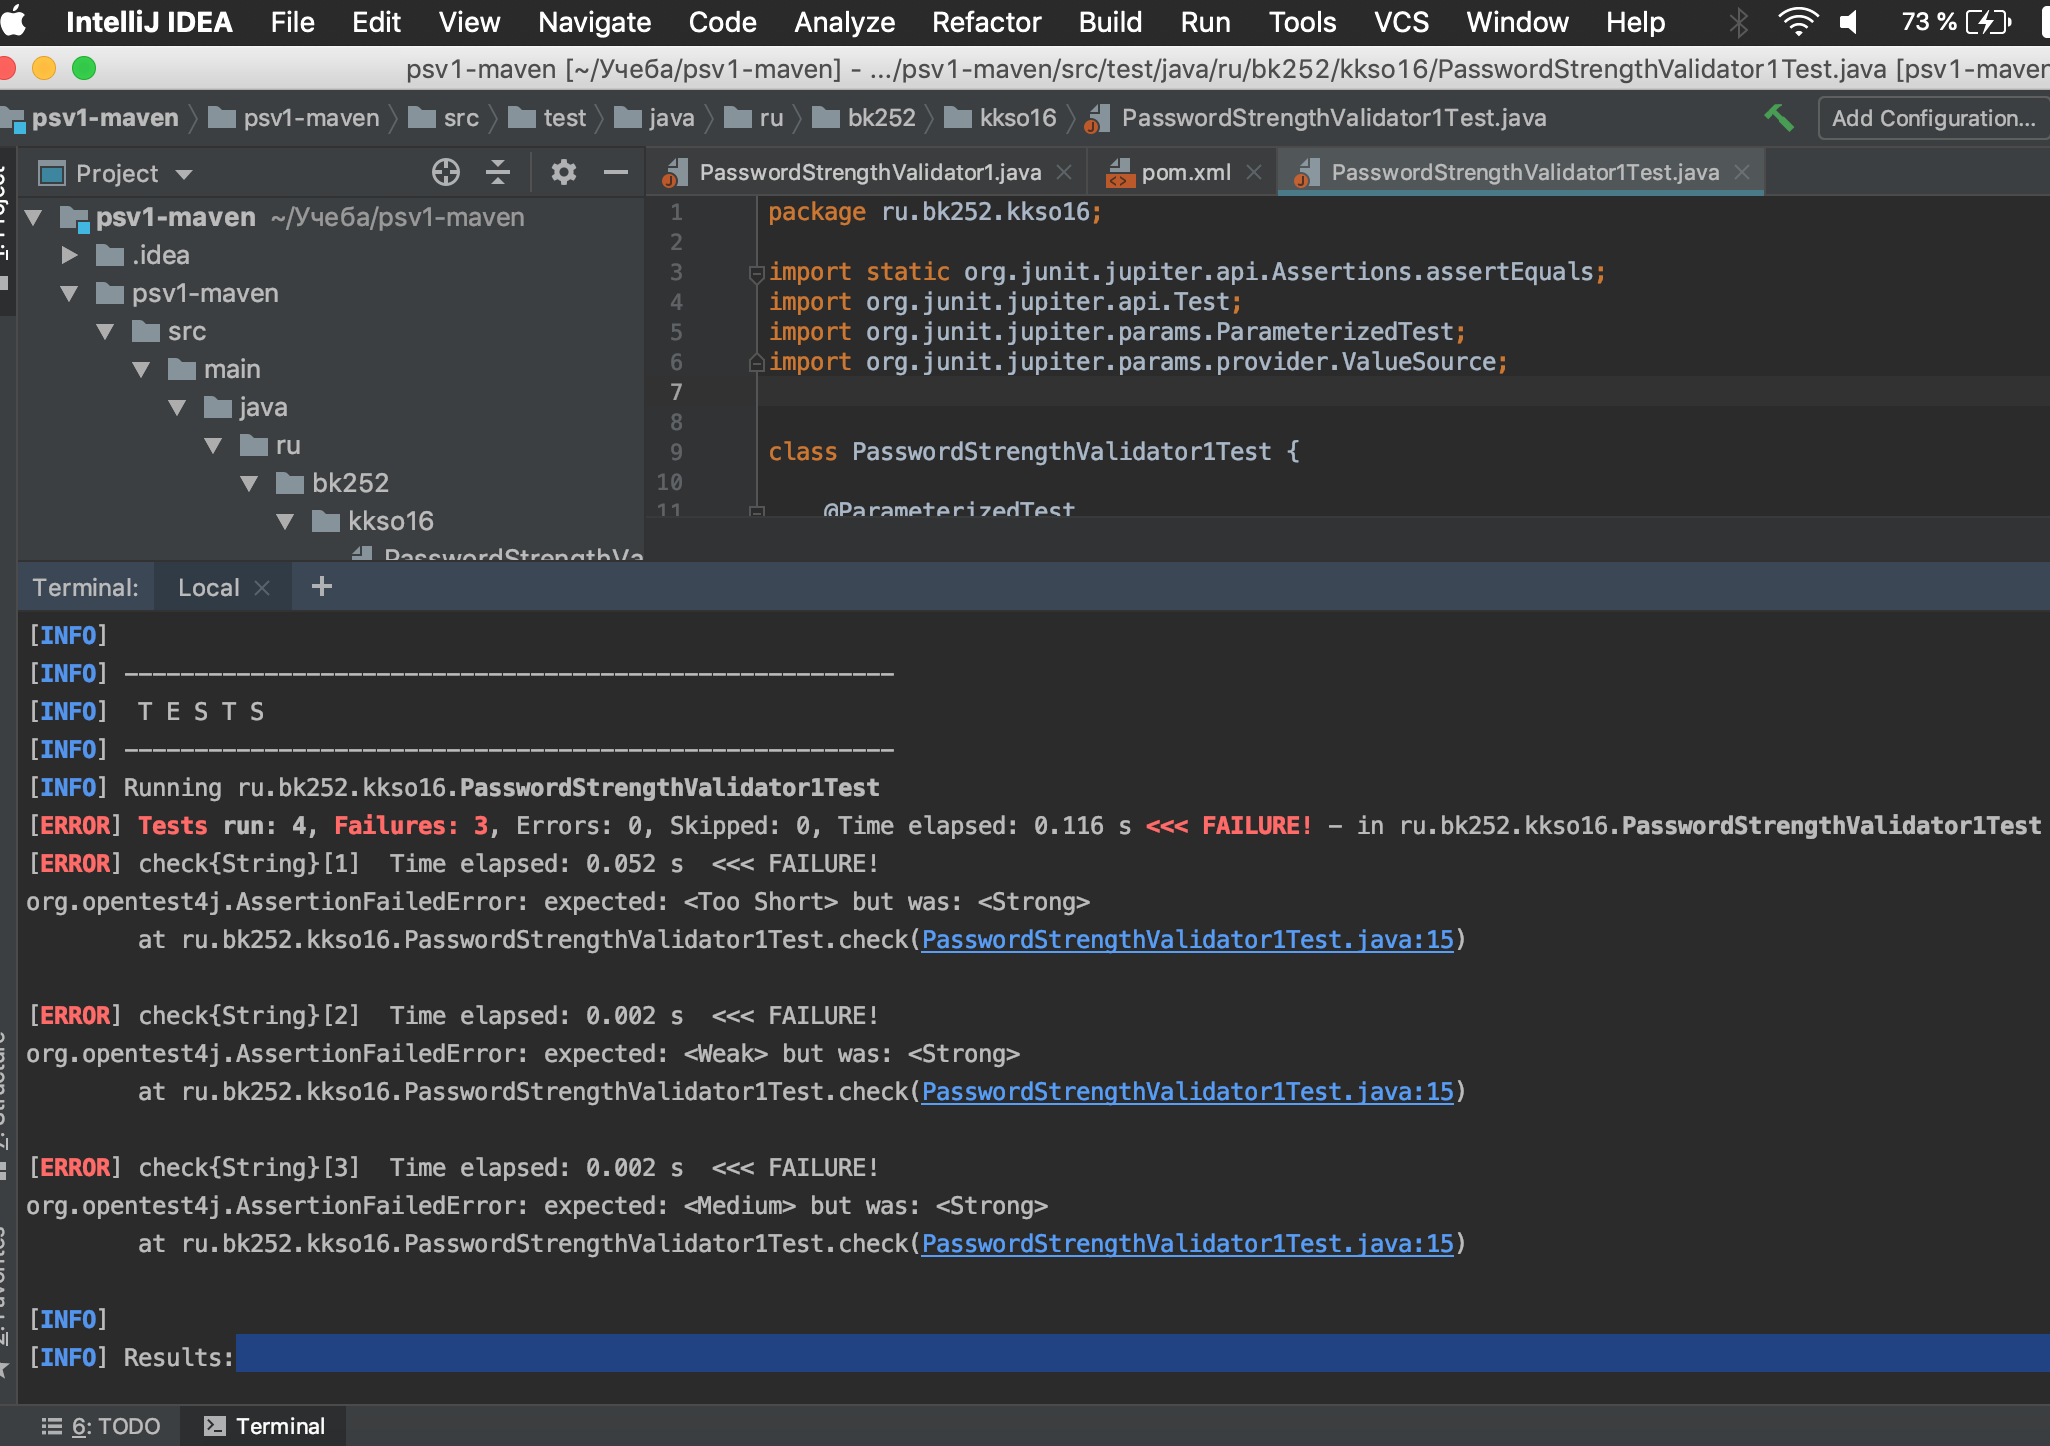 IntelliJ IDEA File Edit View Navigate Code Analyze Refactor Build Run Tools VCS Window Help 73 %
psv1-maven [~/Учеба/psv1-maven] - .../psv1-maven/src/test/java/ru/bk252/kkso16/PasswordStrengthValidator1Test.java [psv1-maven
psv1-maven psv1-maven src test java ru bk252 kkso16 PasswordStrengthValidator1Test.java Add Configuration...
Project
PasswordStrengthValidator1.java pom.xml PasswordStrengthValidator1Test.java
psv1-maven ~/Учеба/psv1-maven
.idea
psv1-maven
src
main
java
ru
bk252
kkso16
PasswordStrengthVa
1 package ru.bk252.kkso16;
2
3 import static org.junit.jupiter.api.Assertions.assertEquals;
4 import org.junit.jupiter.api.Test;
5 import org.junit.jupiter.params.ParameterizedTest;
6 import org.junit.jupiter.params.provider.ValueSource;
7
8
9 class PasswordStrengthValidator1Test {
10
11 @ParameterizedTest
Terminal: Local +
[INFO]
[INFO] -------------------------------------------------------
[INFO]  T E S T S
[INFO] -------------------------------------------------------
[INFO] Running ru.bk252.kkso16.PasswordStrengthValidator1Test
[ERROR] Tests run: 4, Failures: 3, Errors: 0, Skipped: 0, Time elapsed: 0.116 s <<< FAILURE! - in ru.bk252.kkso16.PasswordStrengthValidator1Test
[ERROR] check{String}[1]  Time elapsed: 0.052 s  <<< FAILURE!
org.opentest4j.AssertionFailedError: expected: <Too Short> but was: <Strong>
at ru.bk252.kkso16.PasswordStrengthValidator1Test.check(PasswordStrengthValidator1Test.java:15)
[ERROR] check{String}[2]  Time elapsed: 0.002 s  <<< FAILURE!
org.opentest4j.AssertionFailedError: expected: <Weak> but was: <Strong>
at ru.bk252.kkso16.PasswordStrengthValidator1Test.check(PasswordStrengthValidator1Test.java:15)
[ERROR] check{String}[3]  Time elapsed: 0.002 s  <<< FAILURE!
org.opentest4j.AssertionFailedError: expected: <Medium> but was: <Strong>
at ru.bk252.kkso16.PasswordStrengthValidator1Test.check(PasswordStrengthValidator1Test.java:15)
[INFO]
[INFO] Results:
6: TODO Terminal